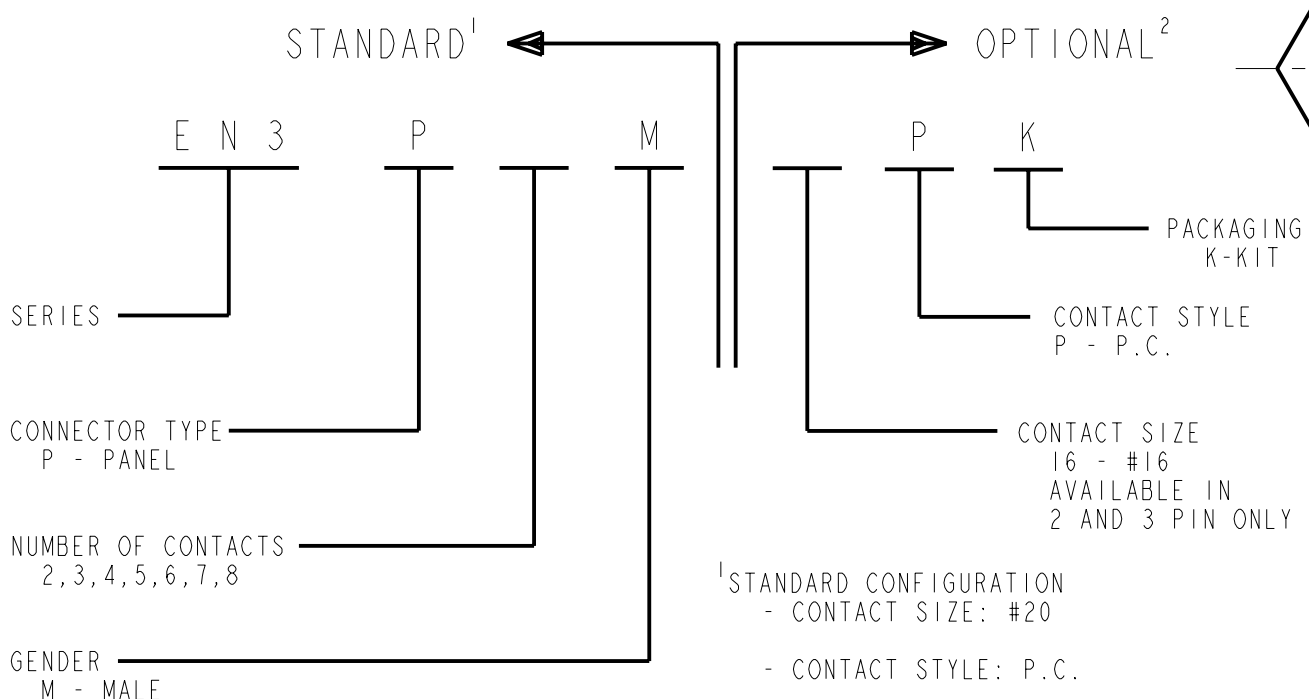 STANDARD¹ OPTIONAL²
E N 3 P M P K
PACKAGING
K-KIT
SERIES
CONTACT STYLE
P - P.C.
CONNECTOR TYPE
P - PANEL
CONTACT SIZE
16 - #16
AVAILABLE IN
2 AND 3 PIN ONLY
NUMBER OF CONTACTS
2,3,4,5,6,7,8
¹STANDARD CONFIGURATION
- CONTACT SIZE: #20
- CONTACT STYLE: P.C.
GENDER
M - MALE